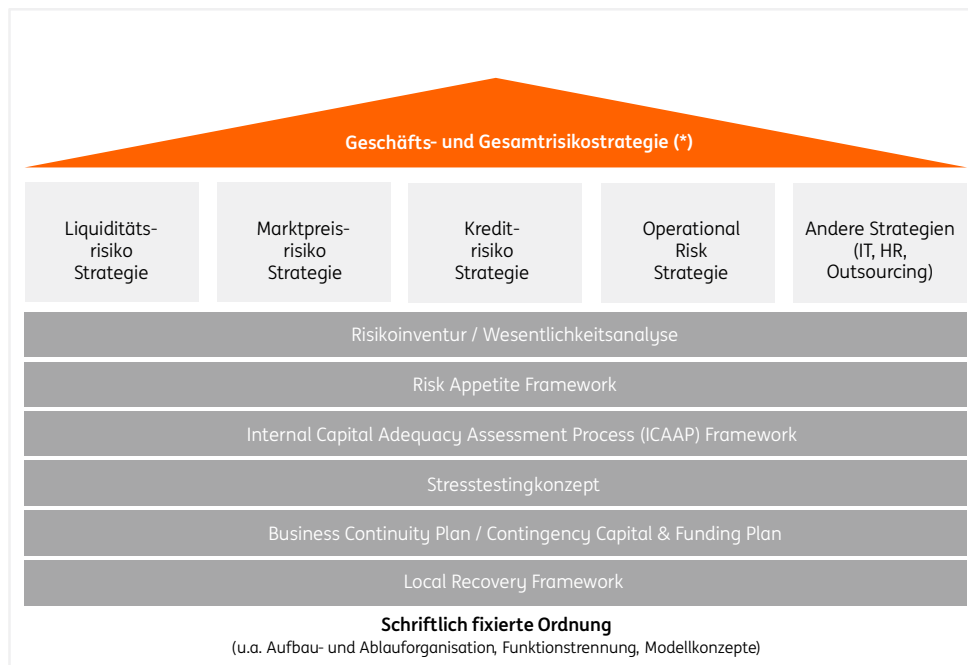 Geschäfts- und Gesamtrisikostrategie (*)
Liquiditäts-
risiko
Strategie
Marktpreis-
risiko
Strategie
Kredit-
risiko
Strategie
Operational
Risk
Strategie
Andere Strategien
(IT, HR,
Outsourcing)
Risikoinventur / Wesentlichkeitsanalyse
Risk Appetite Framework
Internal Capital Adequacy Assessment Process (ICAAP) Framework
Stresstestingkonzept
Business Continuity Plan / Contingency Capital & Funding Plan
Local Recovery Framework
Schriftlich fixierte Ordnung
(u.a. Aufbau- und Ablauforganisation, Funktionstrennung, Modellkonzepte)